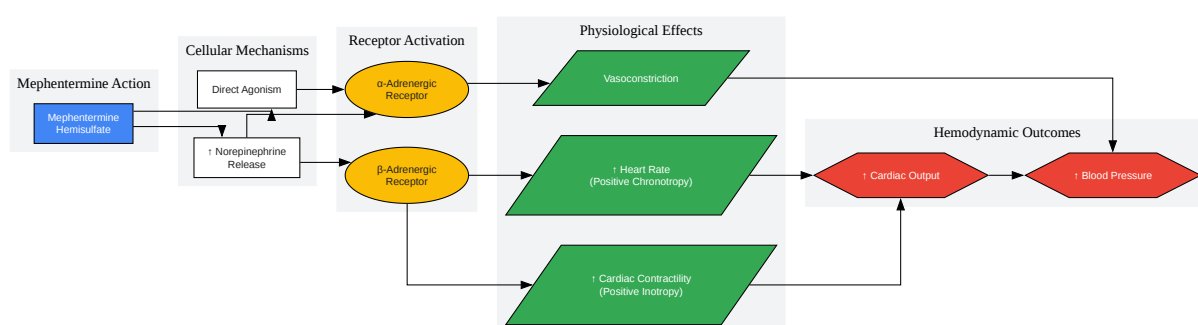 Mephentermine Action
Mephentermine
Hemisulfate
Cellular Mechanisms
Direct Agonism
↑ Norepinephrine
Release
Receptor Activation
α-Adrenergic
Receptor
β-Adrenergic
Receptor
Physiological Effects
Vasoconstriction
↑ Heart Rate
(Positive Chronotropy)
↑ Cardiac Contractility
(Positive Inotropy)
Hemodynamic Outcomes
↑ Cardiac Output
↑ Blood Pressure